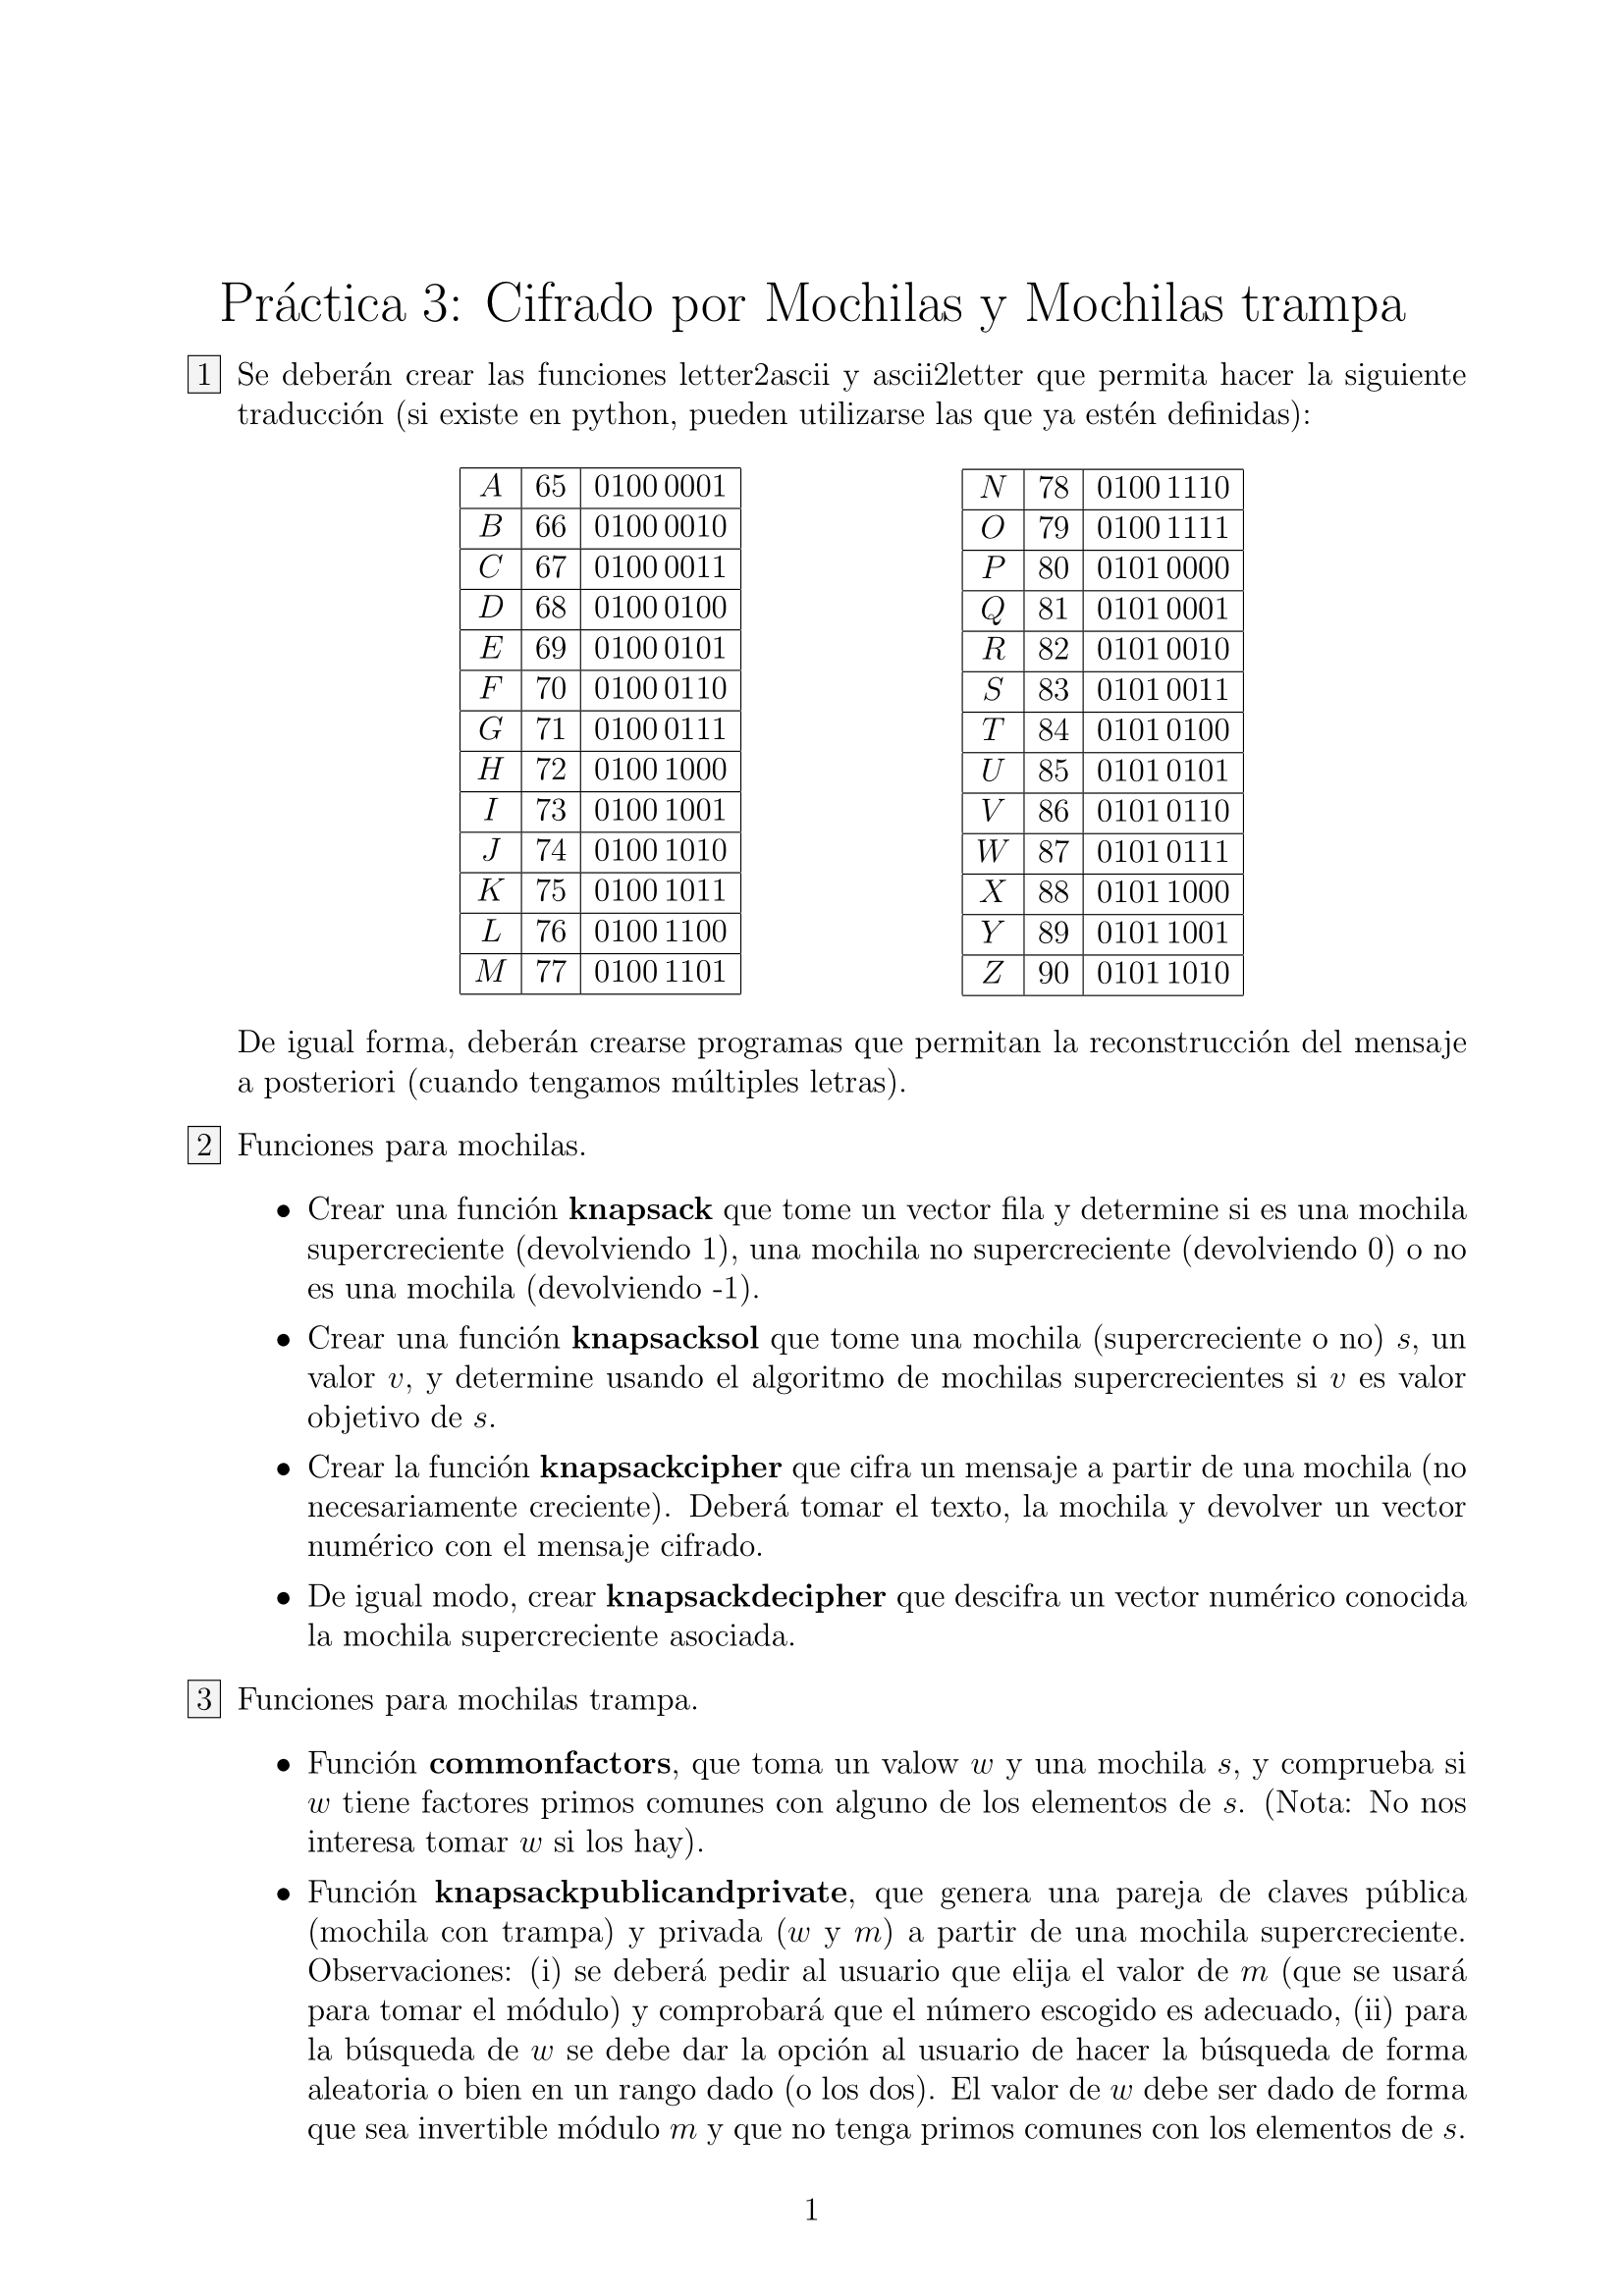 Práctica 3: Cifrado por Mochilas y Mochilas trampa
1 Se deberán crear las funciones letter2ascii y ascii2letter que permita hacer la siguiente
traducción (si existe en python, pueden utilizarse las que ya estén definidas):
A 65 0100 0001
B 66 0100 0010
C 67 0100 0011
D 68 0100 0100
E 69 0100 0101
F 70 0100 0110
G 71 0100 0111
H 72 0100 1000
I 73 0100 1001
J 74 0100 1010
K 75 0100 1011
L 76 0100 1100
M 77 0100 1101
N 78 0100 1110
O 79 0100 1111
P 80 0101 0000
Q 81 0101 0001
R 82 0101 0010
S 83 0101 0011
T 84 0101 0100
U 85 0101 0101
V 86 0101 0110
W 87 0101 0111
X 88 0101 1000
Y 89 0101 1001
Z 90 0101 1010
De igual forma, deberán crearse programas que permitan la reconstrucción del mensaje
a posteriori (cuando tengamos múltiples letras).
2 Funciones para mochilas.
• Crear una función knapsack que tome un vector fila y determine si es una mochila
supercreciente (devolviendo 1), una mochila no supercreciente (devolviendo 0) o no
es una mochila (devolviendo -1).
• Crear una función knapsacksol que tome una mochila (supercreciente o no) s, un
valor v, y determine usando el algoritmo de mochilas supercrecientes si v es valor
objetivo de s.
• Crear la función knapsackcipher que cifra un mensaje a partir de una mochila (no
necesariamente creciente). Deberá tomar el texto, la mochila y devolver un vector
numérico con el mensaje cifrado.
• De igual modo, crear knapsackdecipher que descifra un vector numérico conocida
la mochila supercreciente asociada.
3 Funciones para mochilas trampa.
• Función commonfactors, que toma un valow w y una mochila s, y comprueba si
w tiene factores primos comunes con alguno de los elementos de s. (Nota: No nos
interesa tomar w si los hay).
• Función knapsackpublicandprivate, que genera una pareja de claves pública
(mochila con trampa) y privada (w y m) a partir de una mochila supercreciente.
Observaciones: (i) se deberá pedir al usuario que elija el valor de m (que se usará
para tomar el módulo) y comprobará que el número escogido es adecuado, (ii) para
la búsqueda de w se debe dar la opción al usuario de hacer la búsqueda de forma
aleatoria o bien en un rango dado (o los dos). El valor de w debe ser dado de forma
que sea invertible módulo m y que no tenga primos comunes con los elementos de s.
1